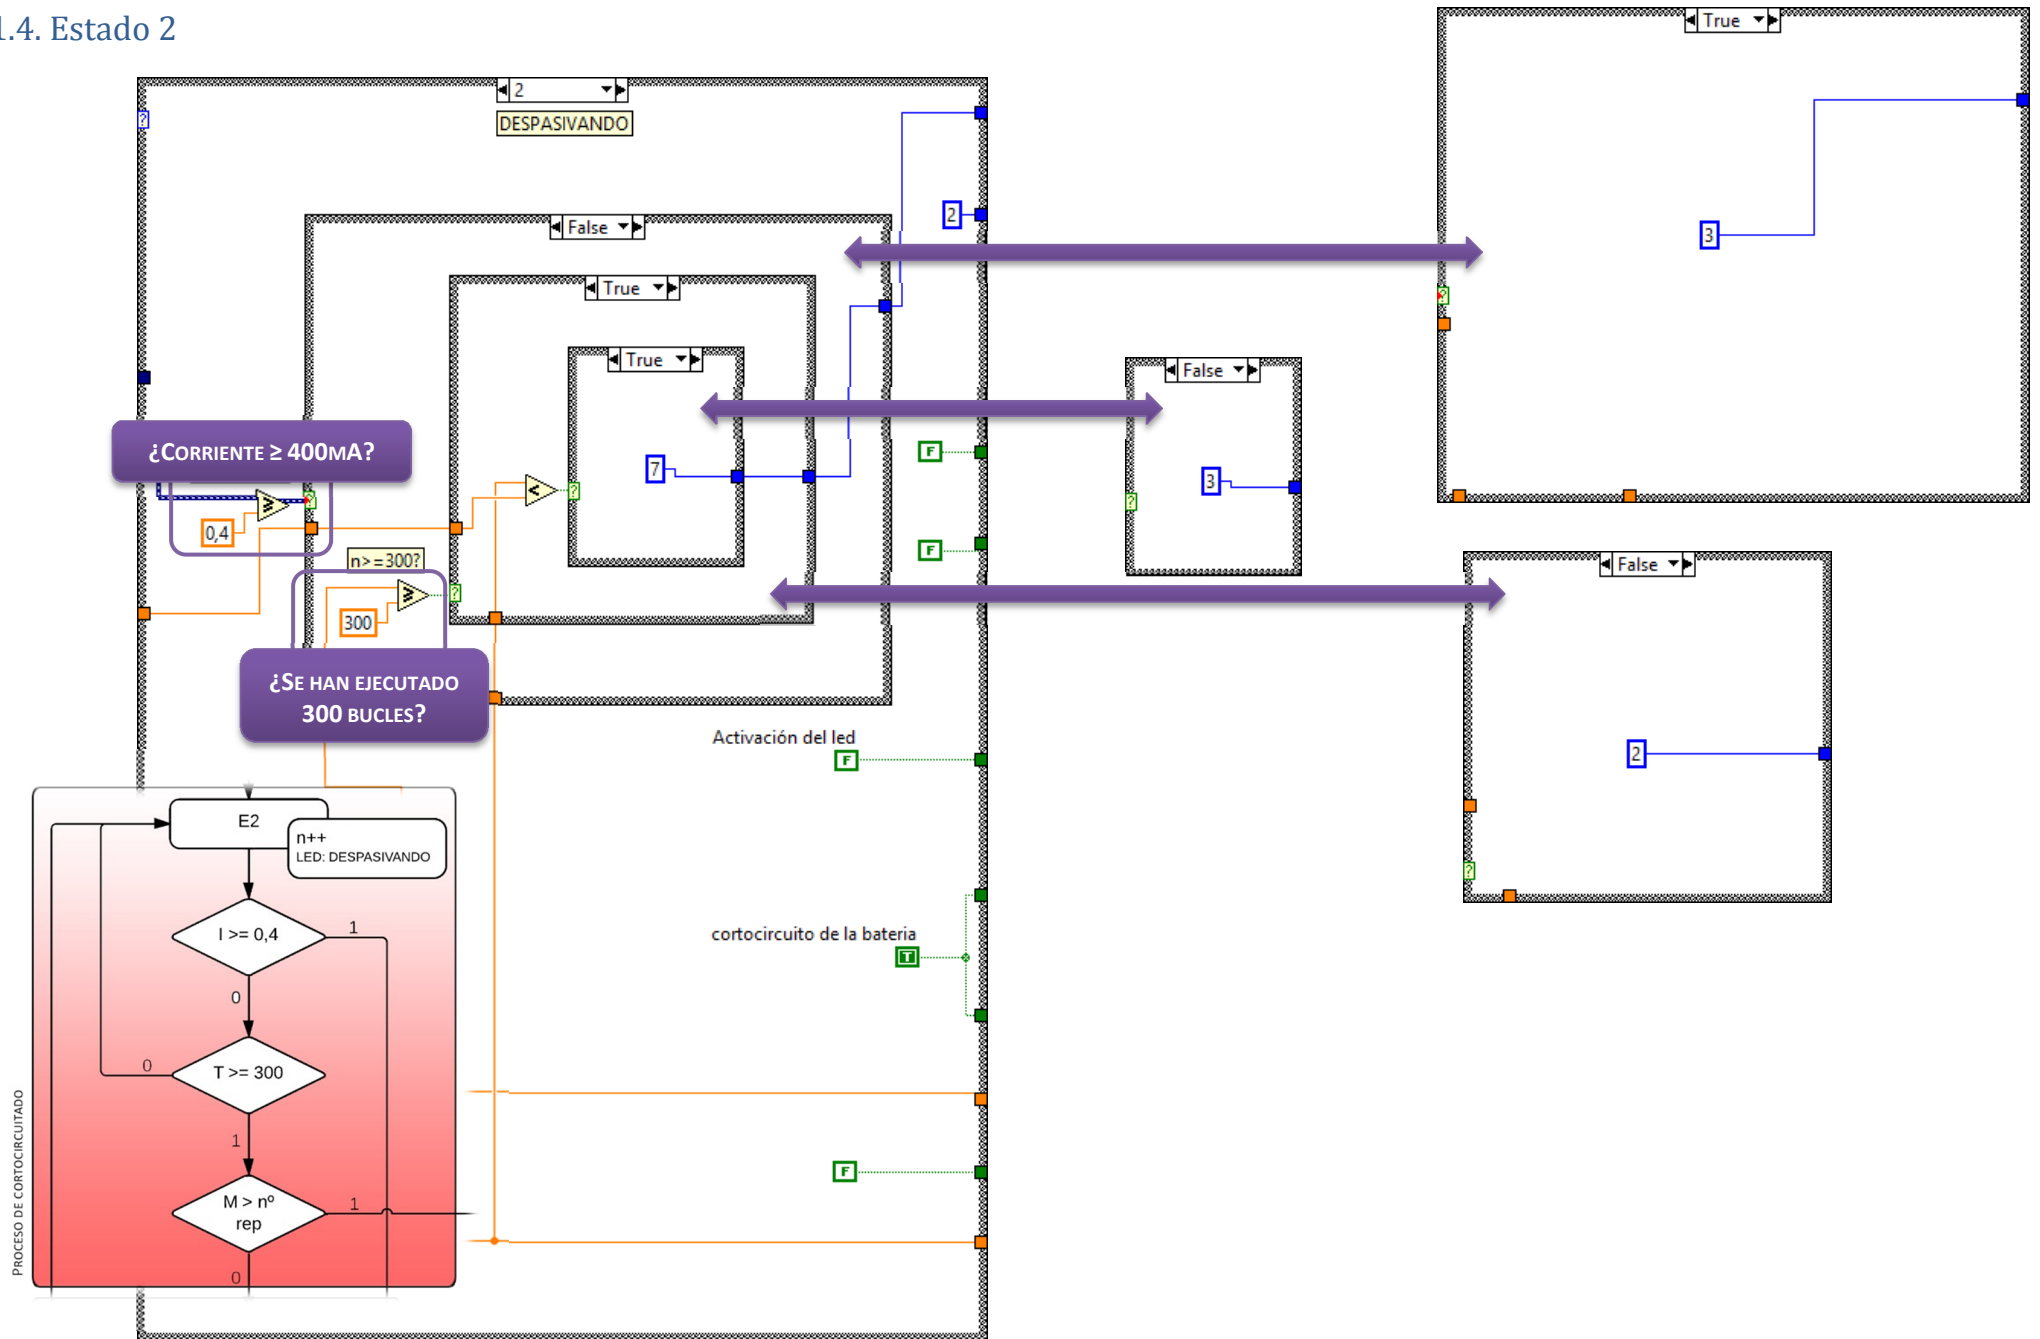 1.4. Estado 2
True
2
DESPASIVANDO
3
2
False
True
True
False
7
3
¿CORRIENTE ≥ 400MA?
≥
0,4
<
F
F
n>=300?
≥
300
False
¿SE HAN EJECUTADO
300 BUCLES?
2
Activación del led
F
E2
n++
LED: DESPASIVANDO
I >= 0,4
1
0
cortocircuito de la bateria
T
T >= 300
0
1
M > nº
rep
1
0
F
PROCESO DE CORTOCIRCUITADO